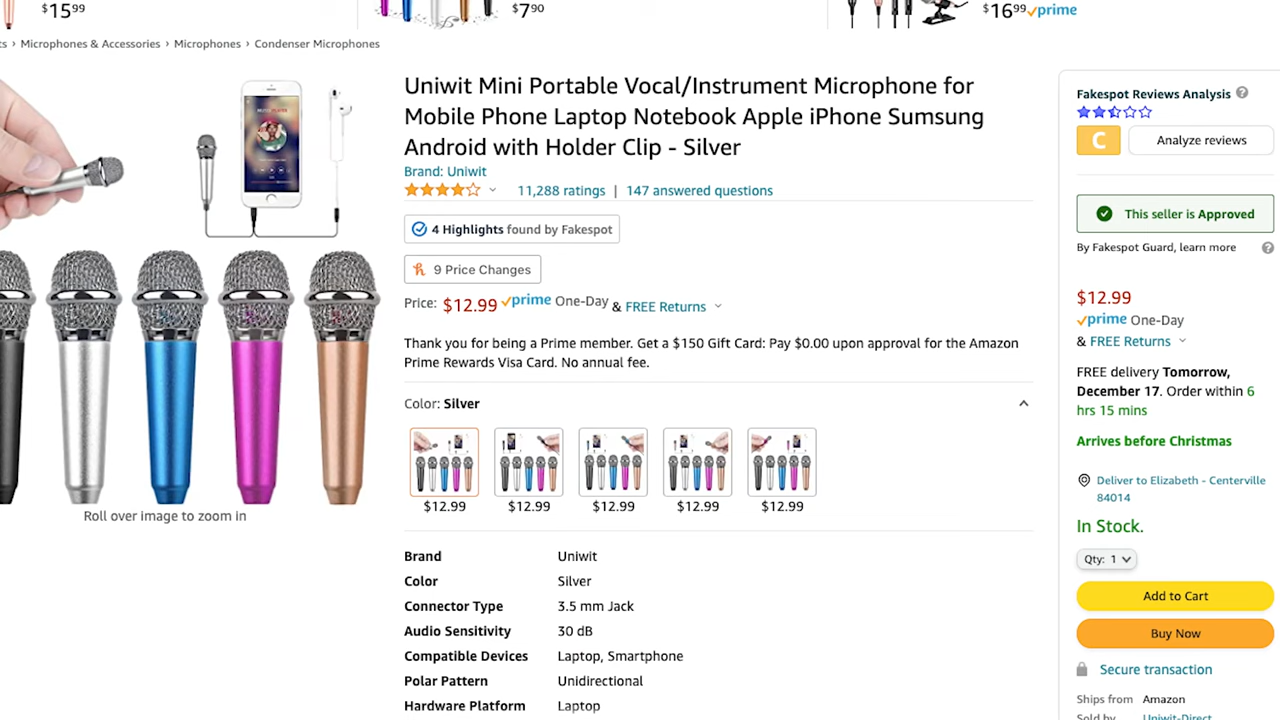 $15⁹⁹
$7⁹⁰
$16⁹⁹ prime
› Microphones & Accessories › Microphones › Condenser Microphones
Uniwit Mini Portable Vocal/Instrument Microphone for
Mobile Phone Laptop Notebook Apple iPhone Sumsung
Android with Holder Clip - Silver
Brand: Uniwit
11,288 ratings | 147 answered questions
4 Highlights found by Fakespot
9 Price Changes
Price: $12.99 prime One-Day & FREE Returns
Thank you for being a Prime member. Get a $150 Gift Card: Pay $0.00 upon approval for the Amazon
Prime Rewards Visa Card. No annual fee.
Color: Silver
$12.99 $12.99 $12.99 $12.99 $12.99
Roll over image to zoom in
Brand Uniwit
Color Silver
Connector Type 3.5 mm Jack
Audio Sensitivity 30 dB
Compatible Devices Laptop, Smartphone
Polar Pattern Unidirectional
Hardware Platform Laptop
Fakespot Reviews Analysis ?
C Analyze reviews
This seller is Approved
By Fakespot Guard, learn more ?
$12.99
prime One-Day
& FREE Returns
FREE delivery Tomorrow,
December 17. Order within 6
hrs 15 mins
Arrives before Christmas
Deliver to Elizabeth - Centerville
84014
In Stock.
Qty: 1
Add to Cart
Buy Now
Secure transaction
Ships from Amazon
Sold by Uniwit-Direct